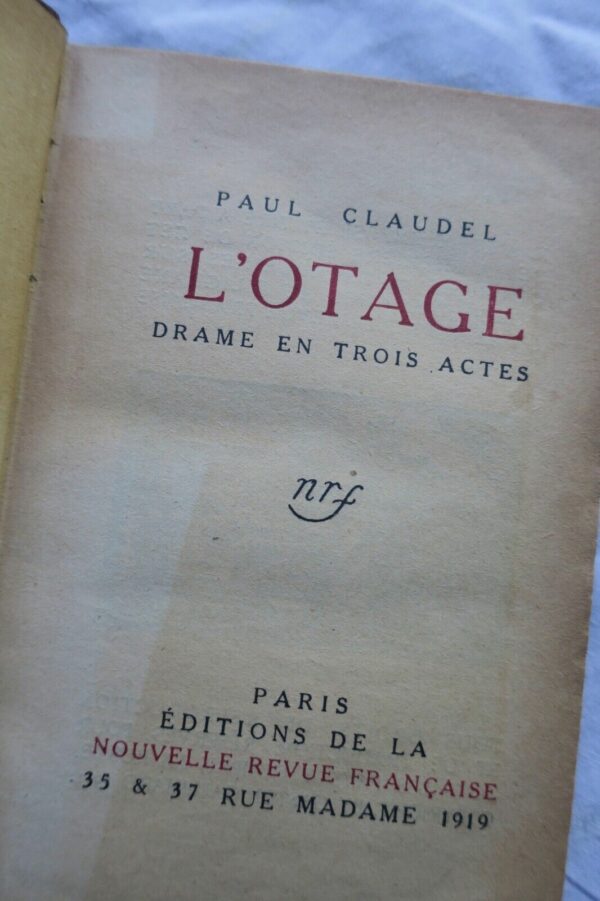 PAUL CLAUDEL
L'OTAGE
DRAME EN TROIS ACTES
nrf
PARIS
ÉDITIONS DE LA
NOUVELLE REVUE FRANÇAISE
35 & 37 RUE MADAME 1919